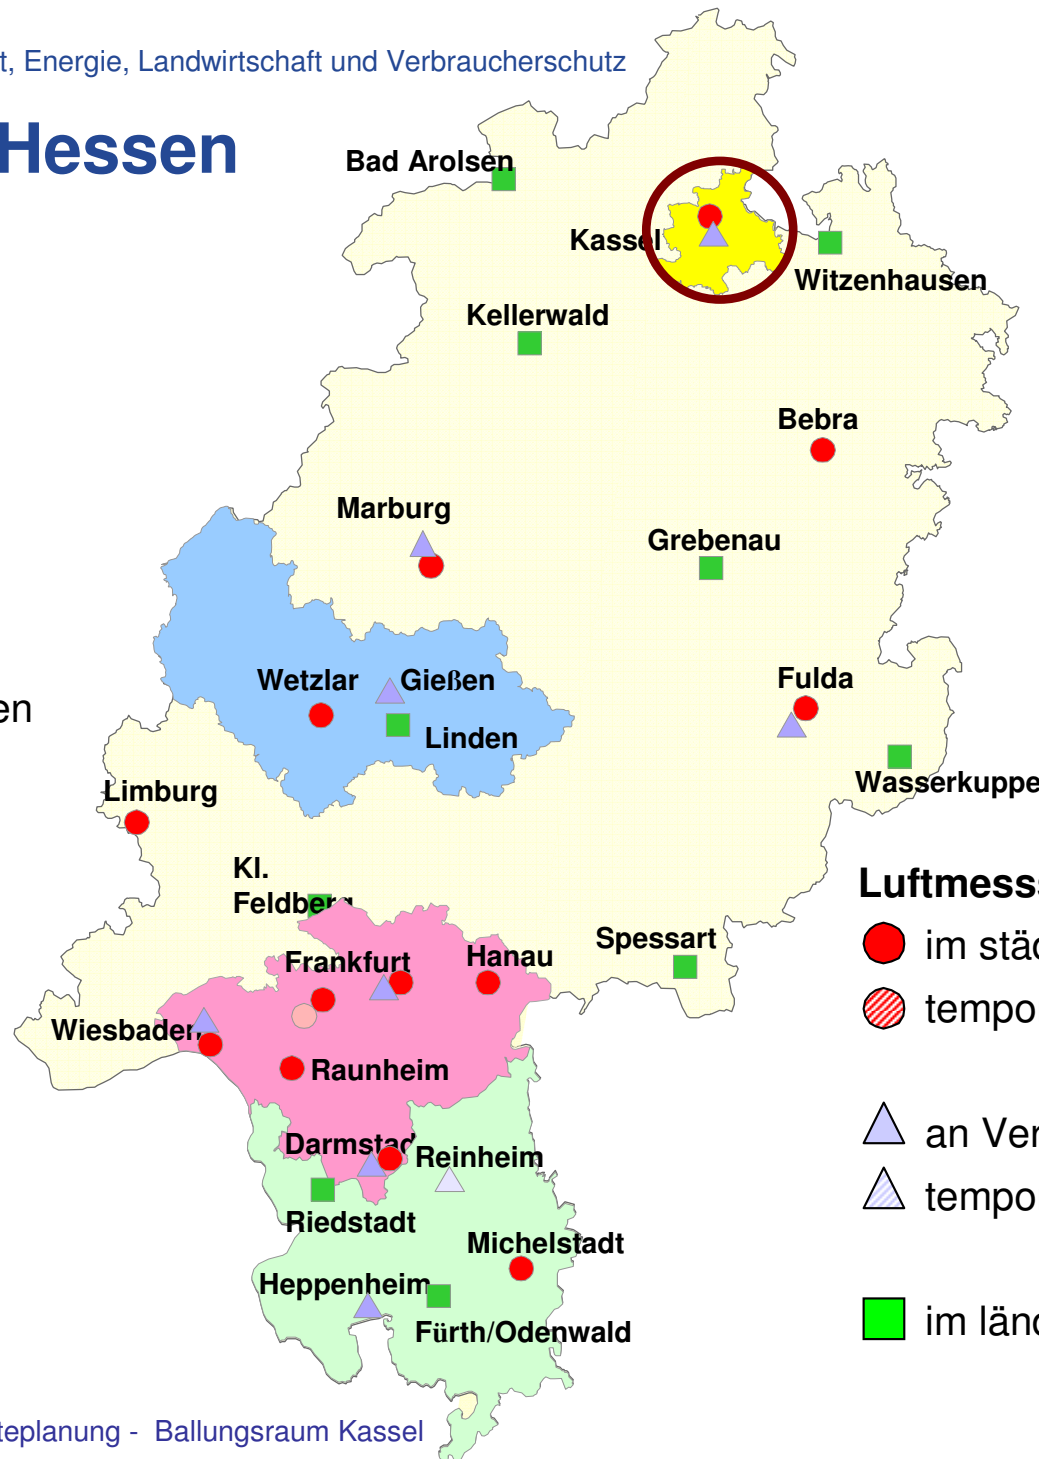 t, Energie, Landwirtschaft und Verbraucherschutz
Hessen
Bad Arolsen
Kassel
Witzenhausen
Kellerwald
Bebra
Marburg
Grebenau
Wetzlar
Gießen
Fulda
en
Linden
Wasserkuppe
Limburg
Kl.
Feldberg
Luftmesss
Spessart
im städ
Frankfurt
Hanau
tempo
Wiesbaden
Raunheim
an Ver
Darmstad
Reinheim
tempo
Riedstadt
Michelstadt
Heppenheim
im länd
Fürth/Odenwald
teplanung - Ballungsraum Kassel